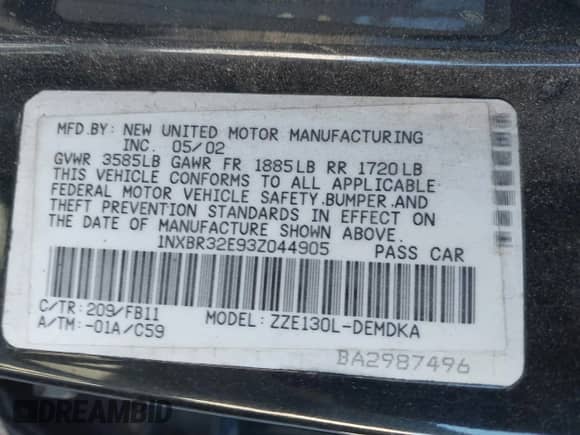 MFD.BY: NEW UNITED MOTOR MANUFACTURING
INC. 05/02
GVWR 3585LB GAWR FR 1885LB RR 1720LB
THIS VEHICLE CONFORMS TO ALL APPLICABLE
FEDERAL MOTOR VEHICLE SAFETY,BUMPER,AND
THEFT PREVENTION STANDARDS IN EFFECT ON
THE DATE OF MANUFACTURE SHOWN ABOVE.
1NXBR32E93Z044905 PASS CAR
C/TR: 209/FB11 MODEL: ZZE130L-DEMDKA
A/TM: -01A/C59
BA2987496
DREAMBID